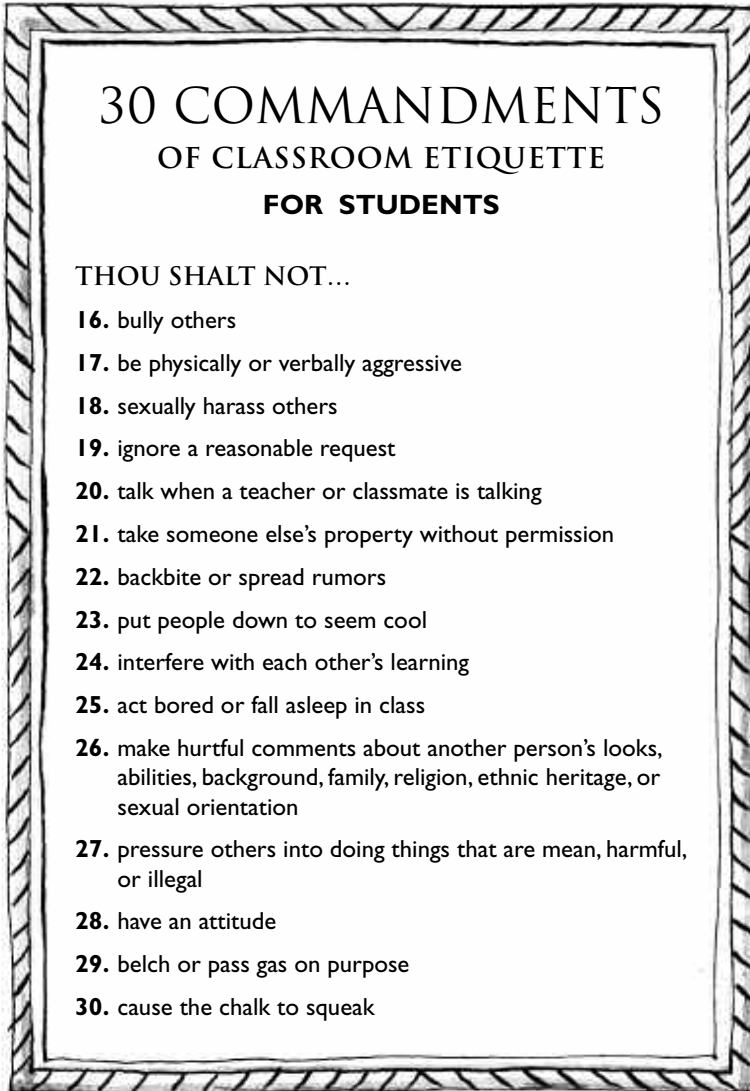 30 COMMANDMENTS
OF CLASSROOM ETIQUETTE
FOR STUDENTS
THOU SHALT NOT…
16. bully others
17. be physically or verbally aggressive
18. sexually harass others
19. ignore a reasonable request
20. talk when a teacher or classmate is talking
21. take someone else’s property without permission
22. backbite or spread rumors
23. put people down to seem cool
24. interfere with each other’s learning
25. act bored or fall asleep in class
26. make hurtful comments about another person’s looks,
abilities, background, family, religion, ethnic heritage, or
sexual orientation
27. pressure others into doing things that are mean, harmful,
or illegal
28. have an attitude
29. belch or pass gas on purpose
30. cause the chalk to squeak